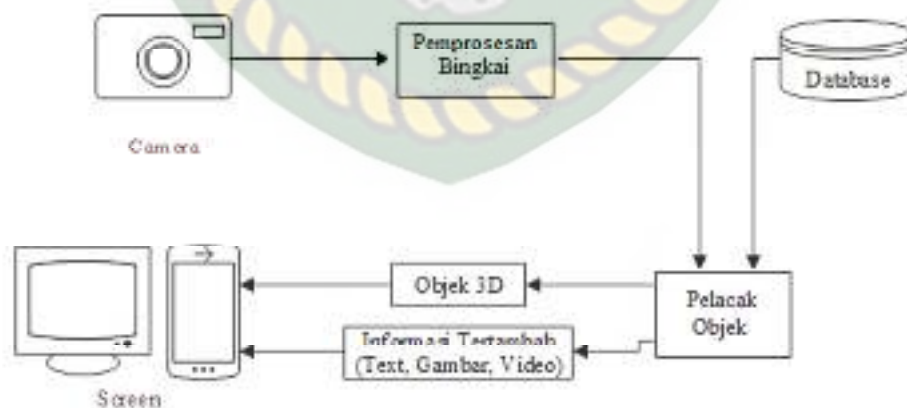 Pemprosesan
Bingkai
Database
Camera
Objek 3D
Pelacak
Objek
Informasi Tertambah
(Text, Gambar, Video)
Screen